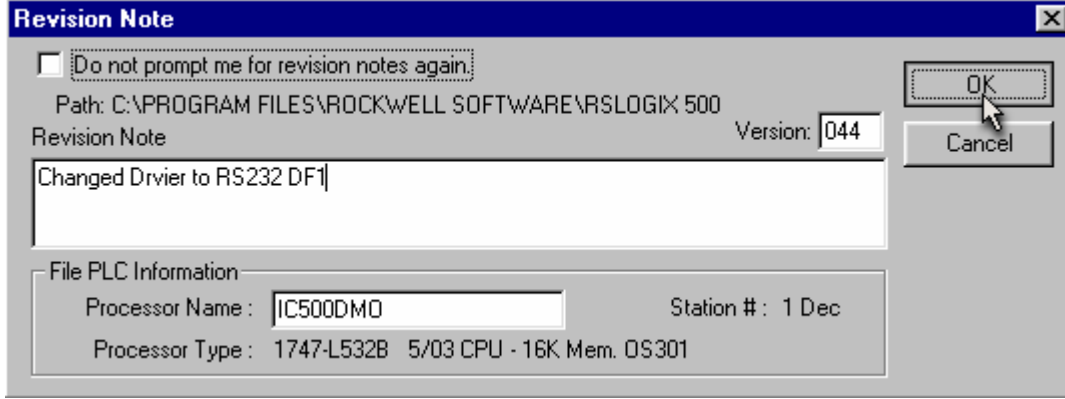 Revision Note
Do not prompt me for revision notes again.
Path: C:\PROGRAM FILES\ROCKWELL SOFTWARE\RSLOGIX 500
Revision Note
Version: 044
OK
Cancel
Changed Drvier to RS232 DF1
File PLC Information
Processor Name : IC500DMO Station # : 1 Dec
Processor Type : 1747-L532B 5/03 CPU - 16K Mem. OS301